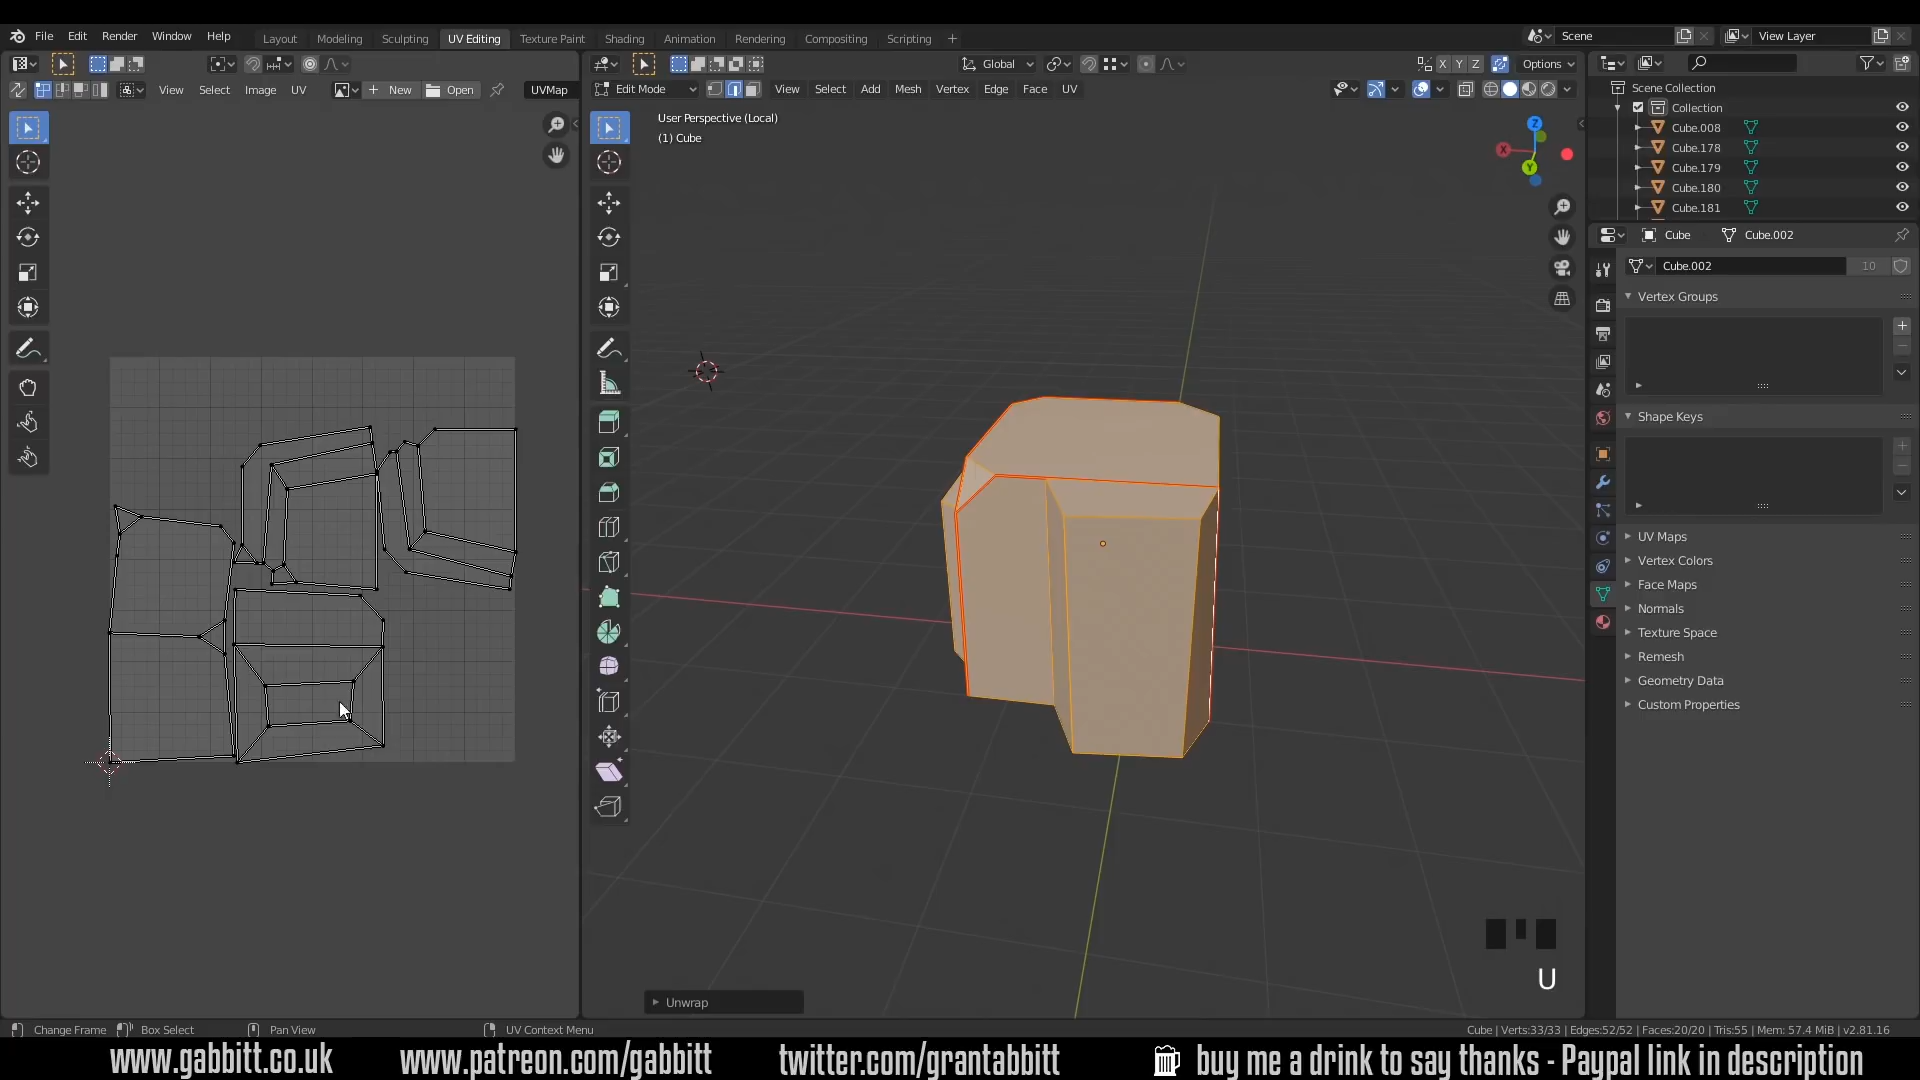 File Edit Render Window Help
Layout Modeling Sculpting UV Editing Texture Paint Shading Animation Rendering Compositing Scripting
Scene View Layer
Global Options
X Y Z
View Select Image UV New Open UVMap
Edit Mode View Select Add Mesh Vertex Edge Face UV
User Perspective (Local)
(1) Cube
X Y Z
Scene Collection
Collection
Cube.008
Cube.178
Cube.179
Cube.180
Cube.181
Cube Cube.002
Cube.002 10
Vertex Groups
Shape Keys
UV Maps
Vertex Colors
Face Maps
Normals
Texture Space
Remesh
Geometry Data
Custom Properties
U
Unwrap
Change Frame Box Select Pan View UV Context Menu
Cube | Verts:33/33 | Edges:52/52 | Faces:20/20 | Tris:55 | Mem: 57.4 MiB | v2.81.16
www.gabbitt.co.uk www.patreon.com/gabbitt twitter.com/grantabbitt buy me a drink to say thanks - Paypal link in description